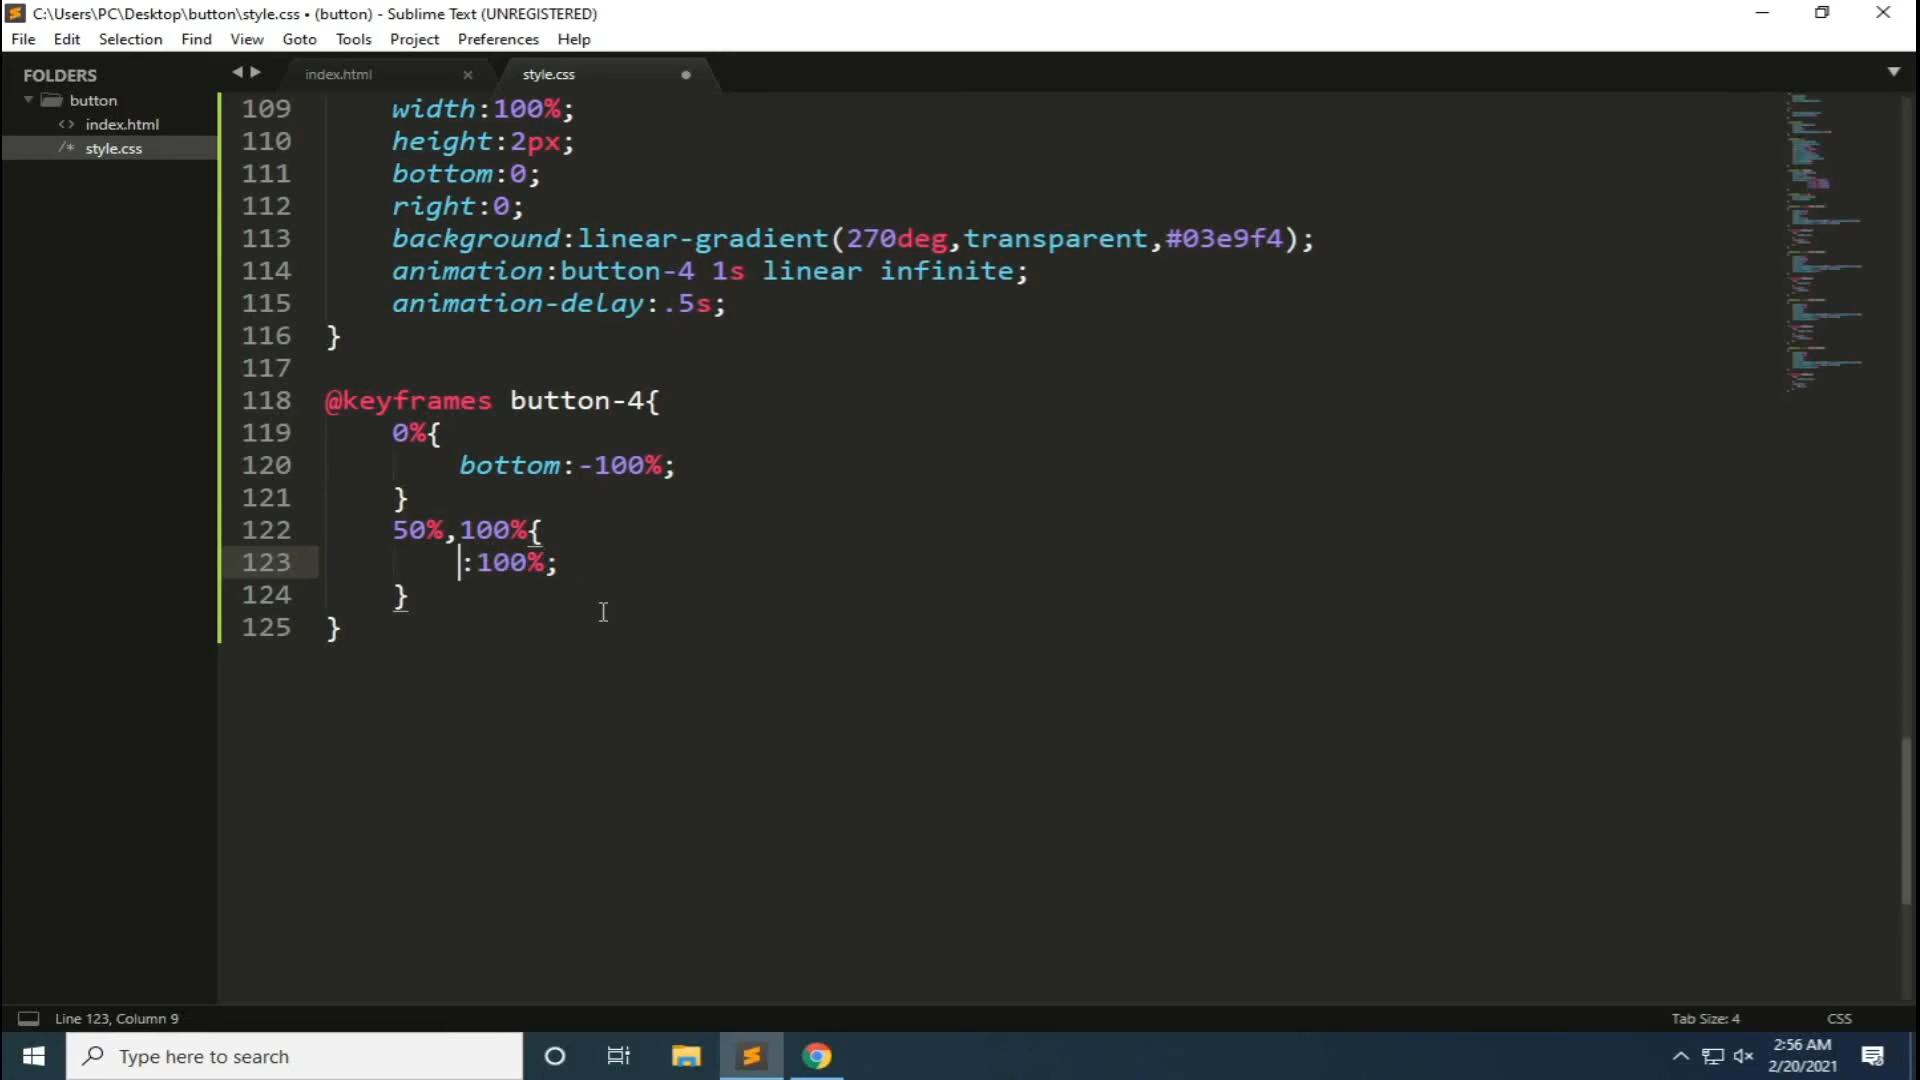 C:\Users\PC\Desktop\button\style.css • (button) - Sublime Text (UNREGISTERED)
File Edit Selection Find View Goto Tools Project Preferences Help
FOLDERS
button
index.html
/* style.css
index.html
style.css
109 width:100%;
110 height:2px;
111 bottom:0;
112 right:0;
113 background:linear-gradient(270deg,transparent,#03e9f4);
114 animation:button-4 1s linear infinite;
115 animation-delay:.5s;
116 }
117
118 @keyframes button-4{
119 0%{
120 bottom:-100%;
121 }
122 50%,100%{
123 :100%;
124 }
125 }
Line 123, Column 9
Tab Size: 4
CSS
Type here to search
2:56 AM
2/20/2021